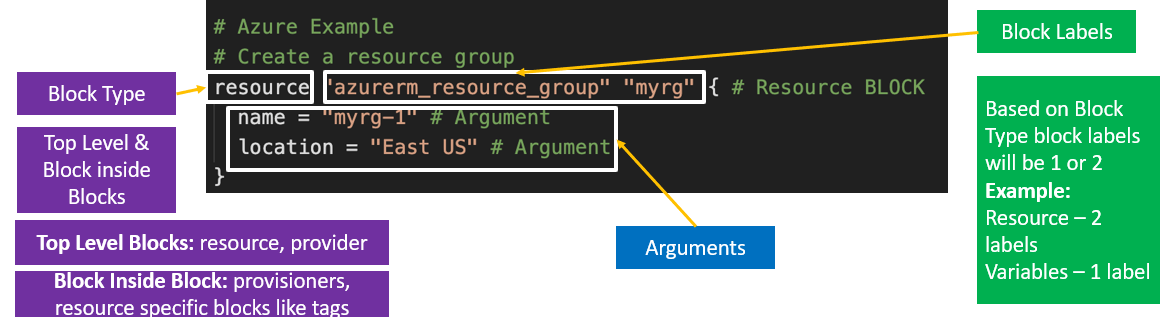 # Azure Example
# Create a resource group
resource "azurerm_resource_group" "myrg" { # Resource BLOCK
name = "myrg-1" # Argument
location = "East US" # Argument
}
Block Labels
Block Type
Top Level &
Block inside
Blocks
Top Level Blocks: resource, provider
Block Inside Block: provisioners,
resource specific blocks like tags
Arguments
Based on Block
Type block labels
will be 1 or 2
Example:
Resource – 2
labels
Variables – 1 label